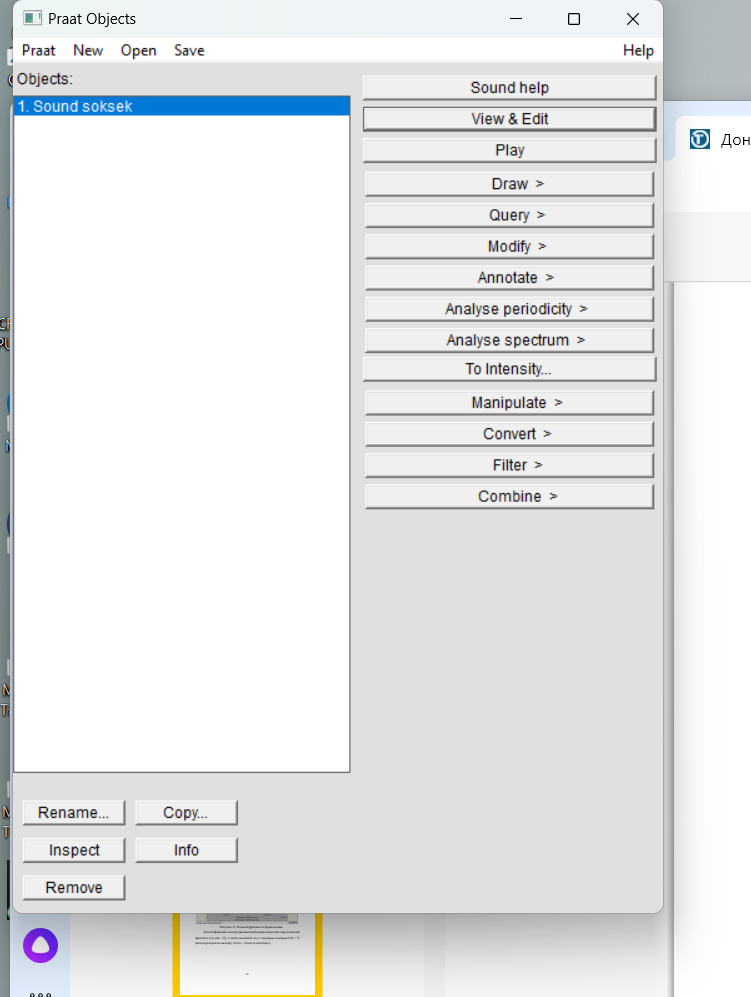 Praat Objects
Praat New Open Save Help
Objects:
1. Sound soksek
Sound help
View & Edit
Play
Draw >
Query >
Modify >
Annotate >
Analyse periodicity >
Analyse spectrum >
To Intensity...
Manipulate >
Convert >
Filter >
Combine >
Rename... Copy...
Inspect Info
Remove
Дон